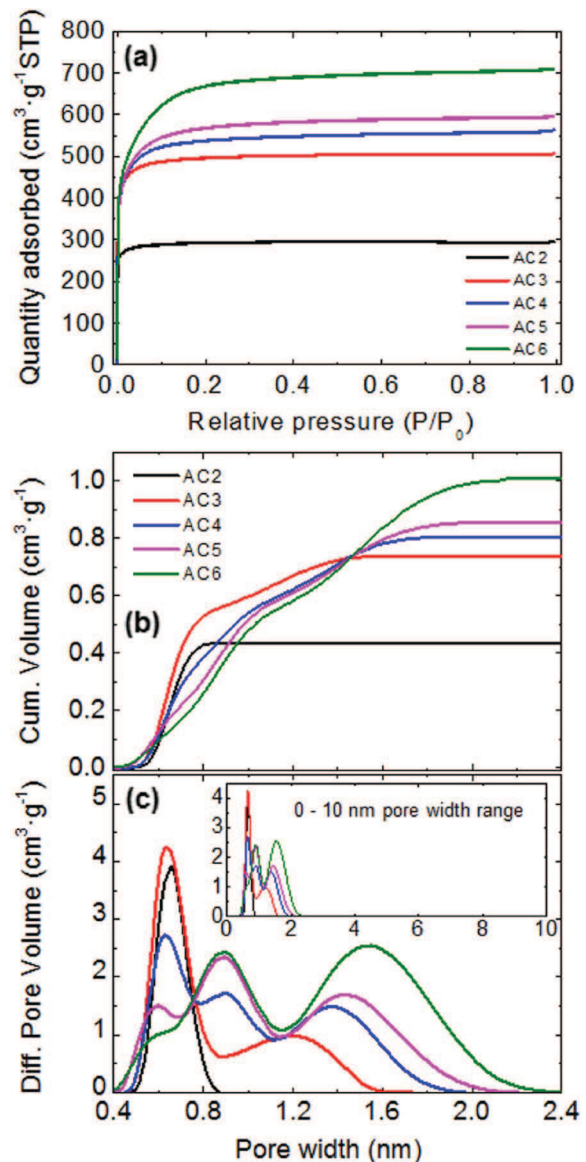 (a)
Quantity adsorbed (cm³·g⁻¹STP)
800
700
600
500
400
300
200
100
0
AC2
AC3
AC4
AC5
AC6
0.0 0.2 0.4 0.6 0.8 1.0
Relative pressure (P/P₀)
(b)
Cum. Volume (cm³·g⁻¹)
1.0
0.8
0.6
0.4
0.2
0.0
AC2
AC3
AC4
AC5
AC6
(c)
Diff. Pore Volume (cm³·g⁻¹)
5
4
3
2
1
0
0 - 10 nm pore width range
4
3
2
1
0
0 2 4 6 8 10
0.4 0.8 1.2 1.6 2.0 2.4
Pore width (nm)